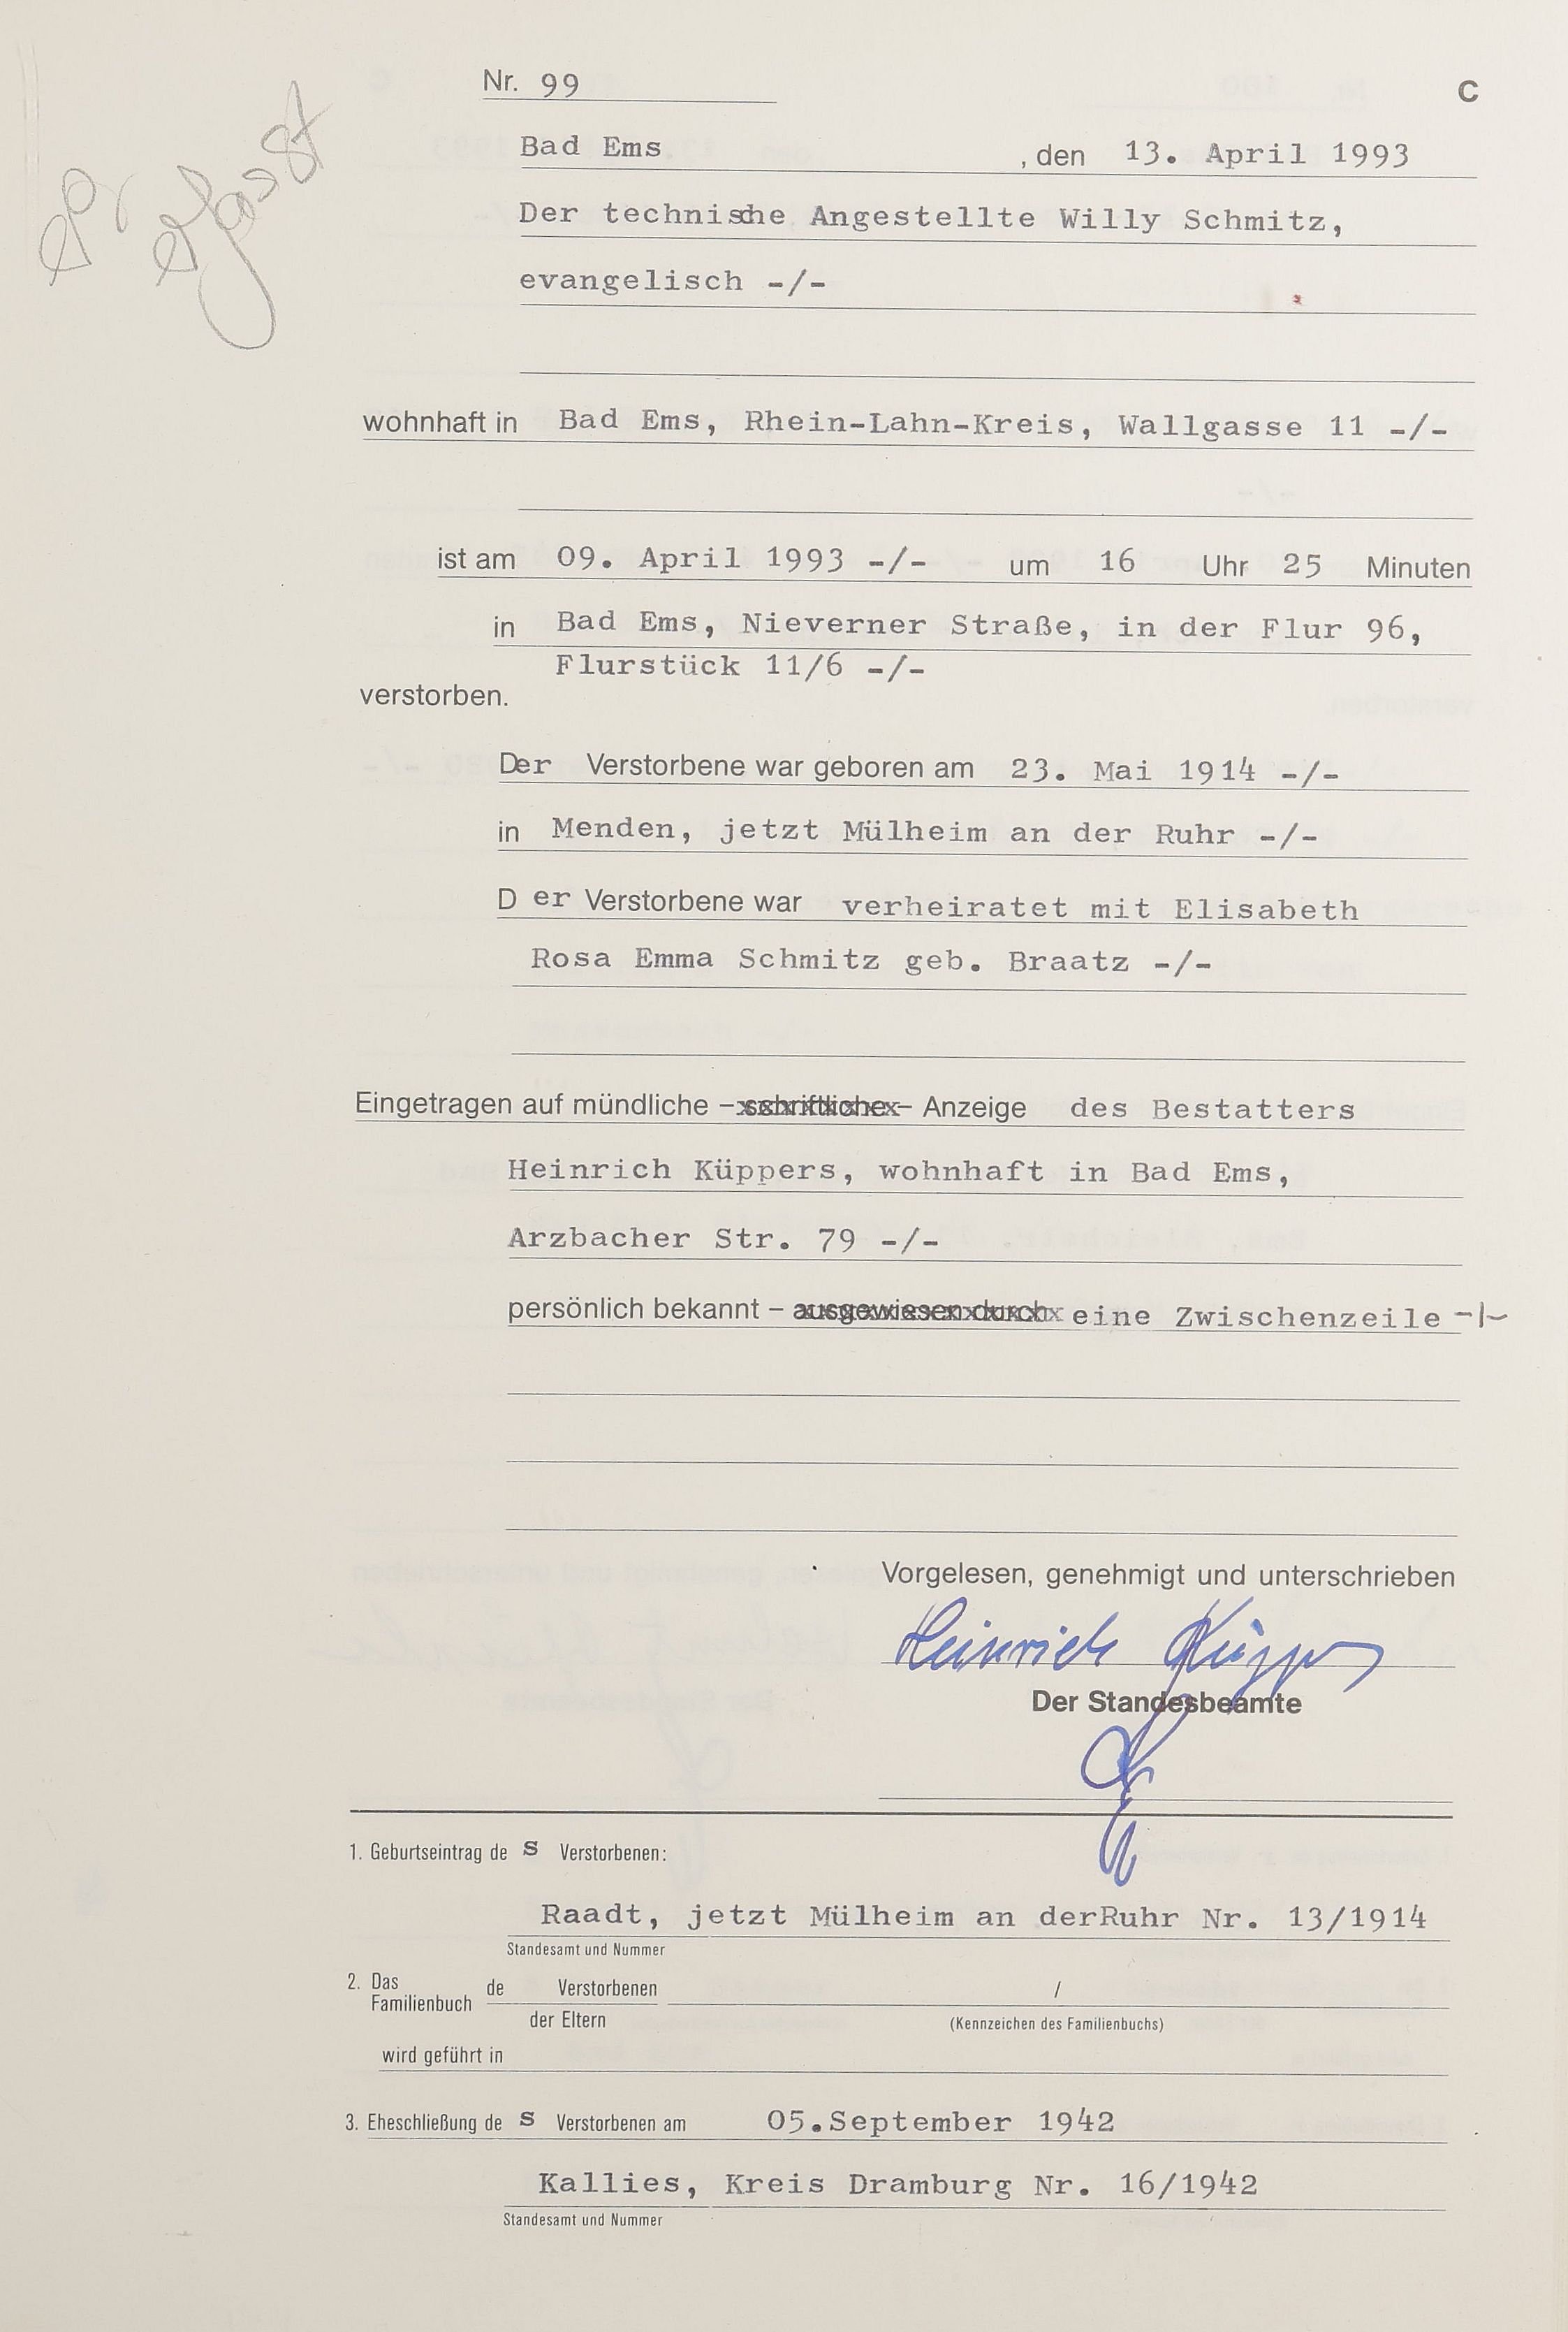 Nr. 99
C
Bad Ems , den 13. April 1993
Der technische Angestellte Willy Schmitz,
evangelisch -/-
wohnhaft in Bad Ems, Rhein-Lahn-Kreis, Wallgasse 11 -/-
ist am 09. April 1993 -/- um 16 Uhr 25 Minuten
in Bad Ems, Nieverner Straße, in der Flur 96,
Flurstück 11/6 -/-
verstorben.
Der Verstorbene war geboren am 23. Mai 1914 -/-
in Menden, jetzt Mülheim an der Ruhr -/-
D er Verstorbene war verheiratet mit Elisabeth
Rosa Emma Schmitz geb. Braatz -/-
Eingetragen auf mündliche – schriftliche – Anzeige des Bestatters
Heinrich Küppers, wohnhaft in Bad Ems,
Arzbacher Str. 79 -/-
persönlich bekannt – ausgewiesen durch eine Zwischenzeile -/-
Vorgelesen, genehmigt und unterschrieben
Heinrich Küppers
Der Standesbeamte
1. Geburtseintrag de s Verstorbenen:
Raadt, jetzt Mülheim an derRuhr Nr. 13/1914
Standesamt und Nummer
2. Das Familienbuch de Verstorbenen /
der Eltern (Kennzeichen des Familienbuchs)
wird geführt in
3. Eheschließung de s Verstorbenen am 05.September 1942
Kallies, Kreis Dramburg Nr. 16/1942
Standesamt und Nummer